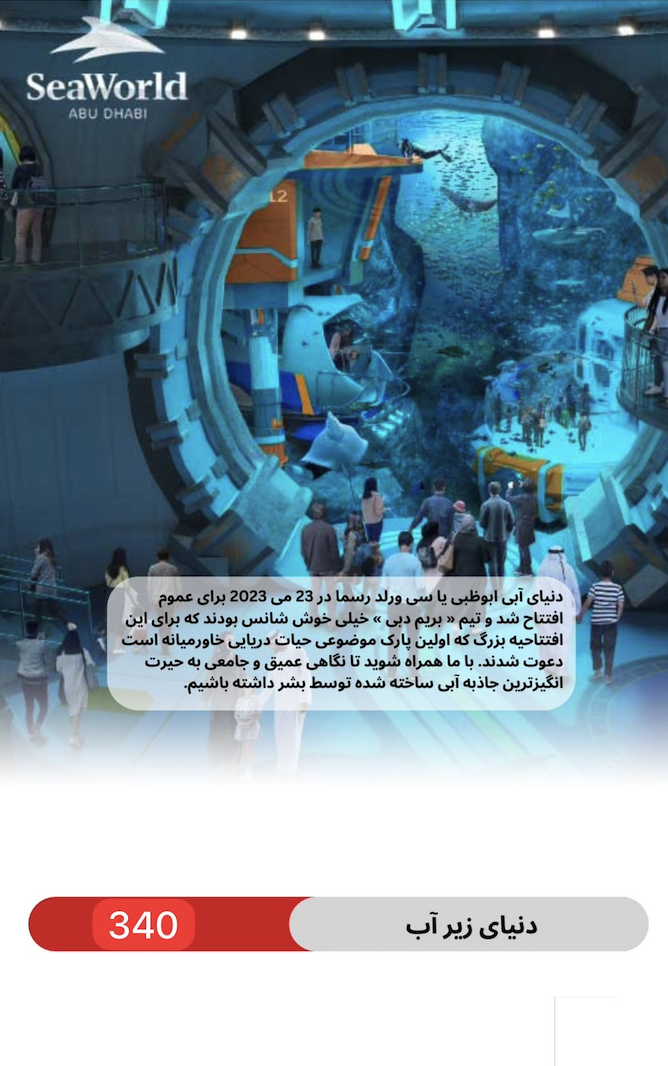 SeaWorld
ABU DHABI
12
دنیای آبی ابوظبی یا سی ورلد رسما در 23 می 2023 برای عموم
افتتاح شد و تیم « بریم دبی » خیلی خوش شانس بودند که برای این
افتتاحیه بزرگ که اولین پارک موضوعی حیات دریایی خاورمیانه است
دعوت شدند. با ما همراه شوید تا نگاهی عمیق و جامعی به حیرت
انگیزترین جاذبه آبی ساخته شده توسط بشر داشته باشیم.
دنیای زیر آب
340